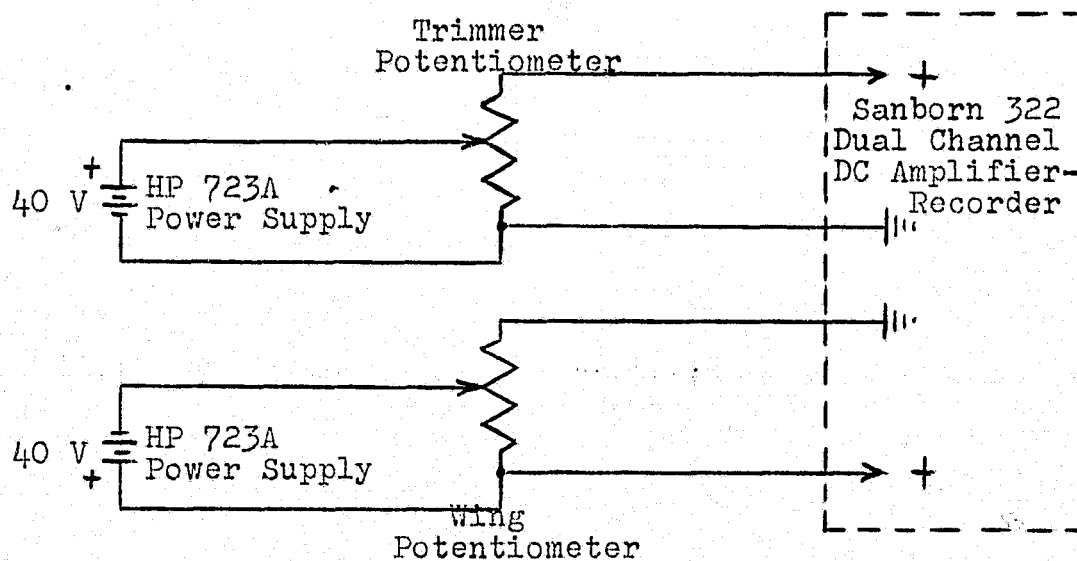 Trimmer
Potentiometer
+
Sanborn 322
Dual Channel
DC Amplifier-
Recorder
+
40 V
HP 723A
Power Supply
40 V
HP 723A
Power Supply
+
+
Wing
Potentiometer